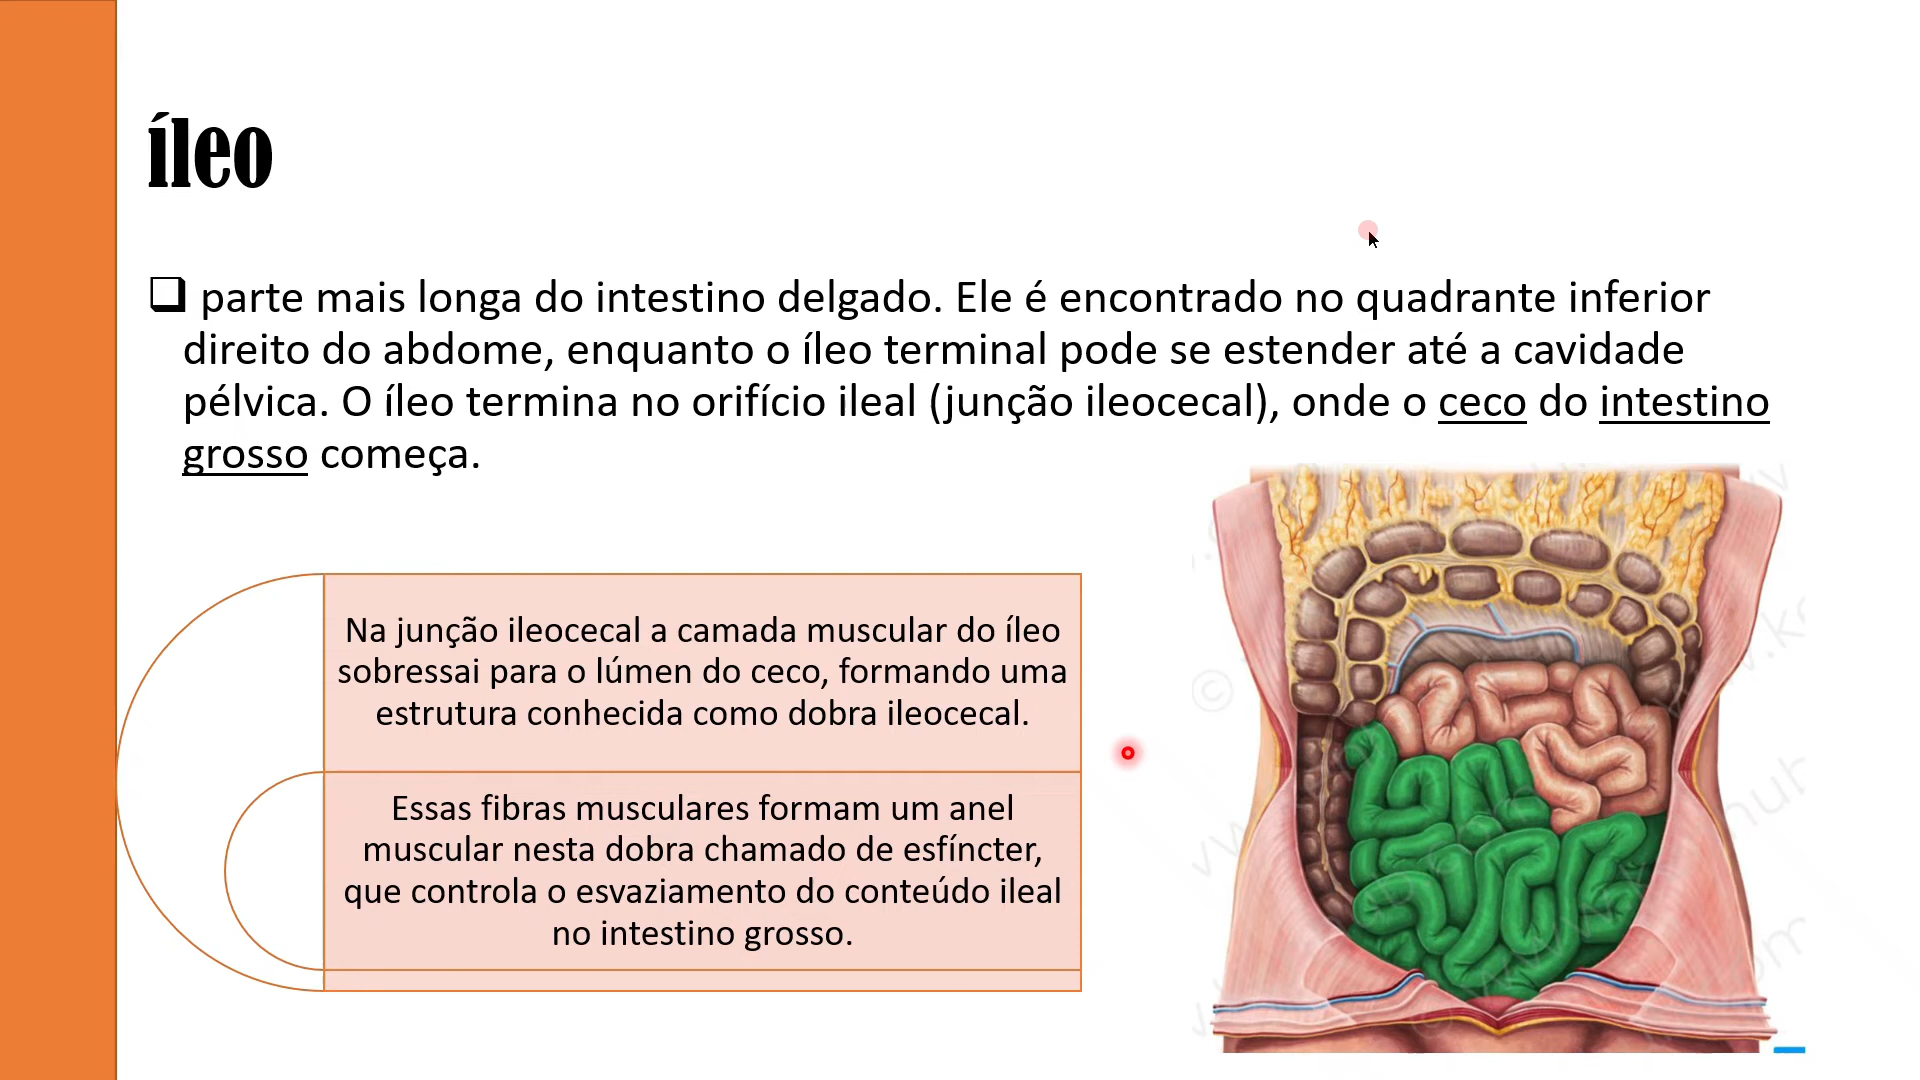 íleo
parte mais longa do intestino delgado. Ele é encontrado no quadrante inferior
direito do abdome, enquanto o íleo terminal pode se estender até a cavidade
pélvica. O íleo termina no orifício ileal (junção ileocecal), onde o ceco do intestino
grosso começa.
Na junção ileocecal a camada muscular do íleo
sobressai para o lúmen do ceco, formando uma
estrutura conhecida como dobra ileocecal.
Essas fibras musculares formam um anel
muscular nesta dobra chamado de esfíncter,
que controla o esvaziamento do conteúdo ileal
no intestino grosso.